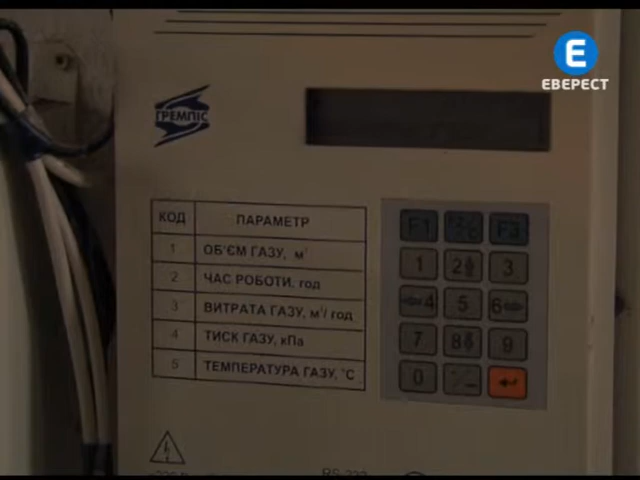 Е
ЕВЕРЕСТ
ГРЕМПІС
КОД ПАРАМЕТР
1 ОБ'ЄМ ГАЗУ, м³
2 ЧАС РОБОТИ, год
3 ВИТРАТА ГАЗУ, м³/ год
4 ТИСК ГАЗУ, кПа
5 ТЕМПЕРАТУРА ГАЗУ, °С
F1 F3
1 2 3
4 5 6
7 8 9
0